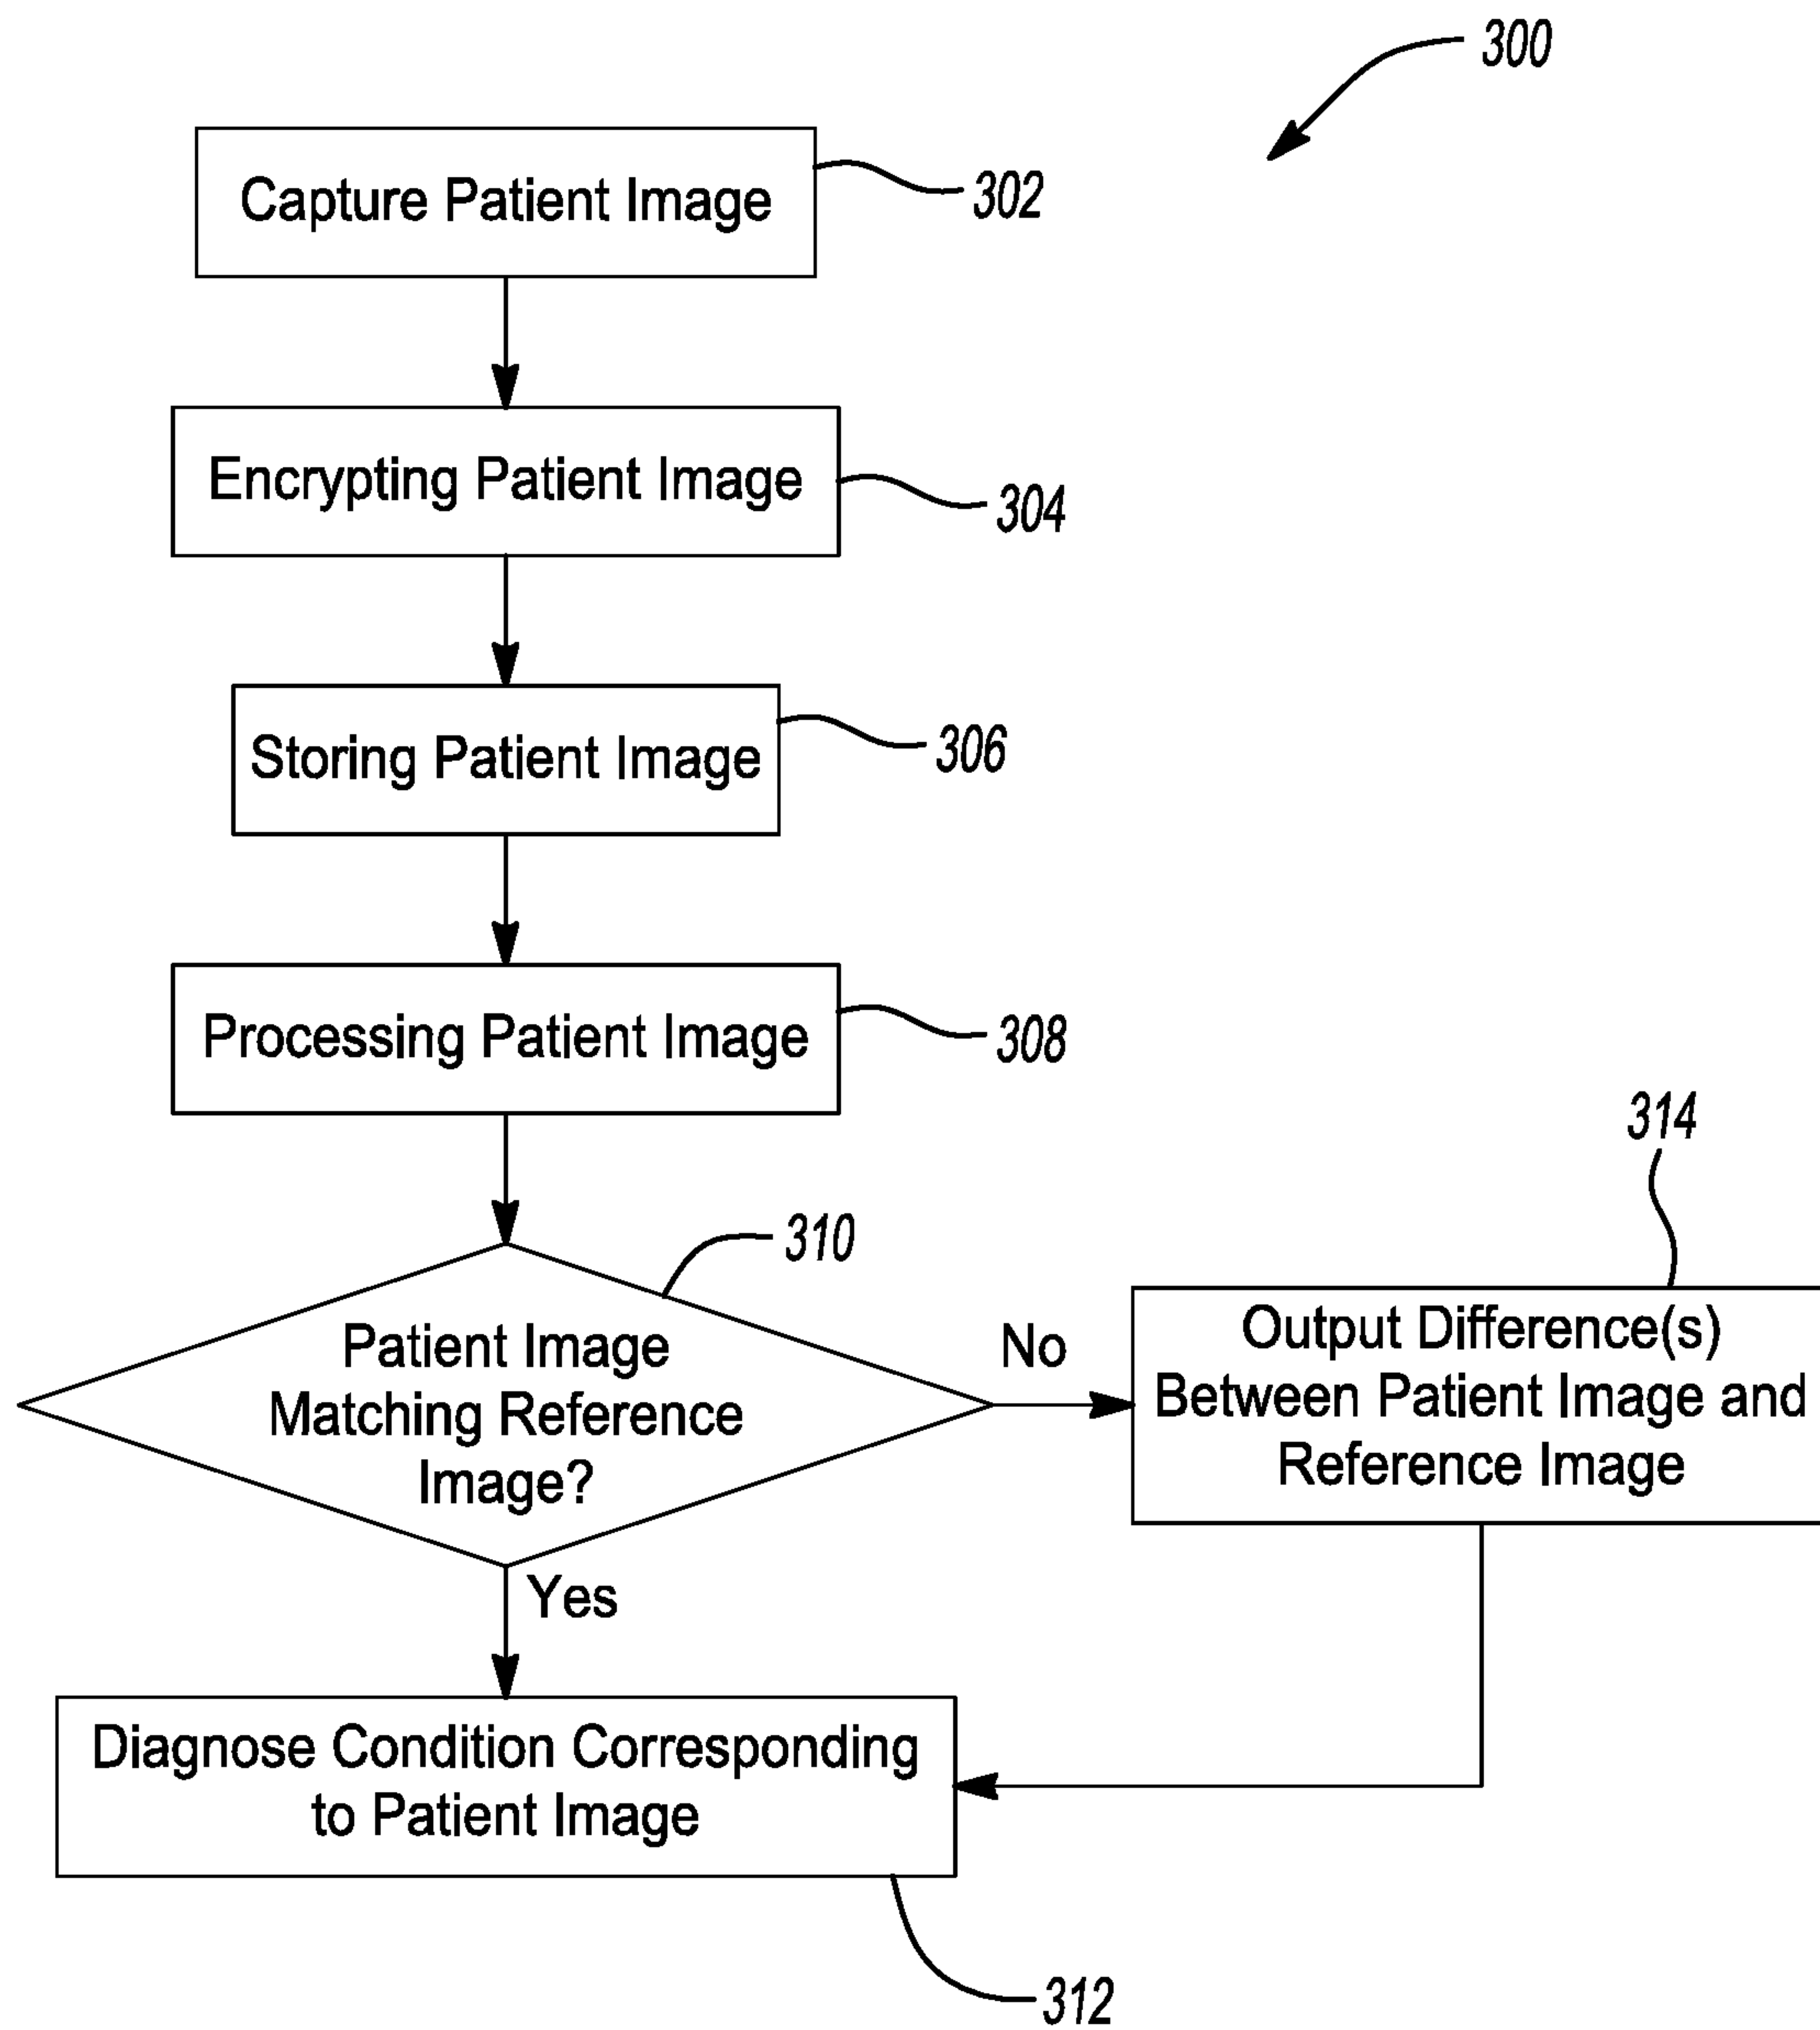 300
Capture Patient Image
302
Encrypting Patient Image
304
Storing Patient Image
306
Processing Patient Image
308
310
314
Patient Image
Matching Reference
Image?
No
Output Difference(s)
Between Patient Image and
Reference Image
Yes
Diagnose Condition Corresponding
to Patient Image
312